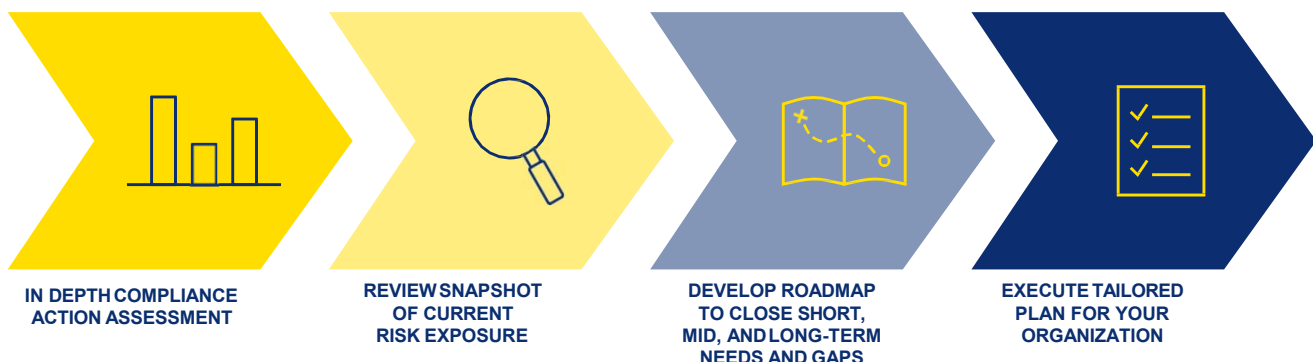 IN DEPTH COMPLIANCE
ACTION ASSESSMENT
REVIEW SNAPSHOT
OF CURRENT
RISK EXPOSURE
DEVELOP ROADMAP
TO CLOSE SHORT,
MID, AND LONG-TERM
NEEDS AND GAPS
EXECUTE TAILORED
PLAN FOR YOUR
ORGANIZATION